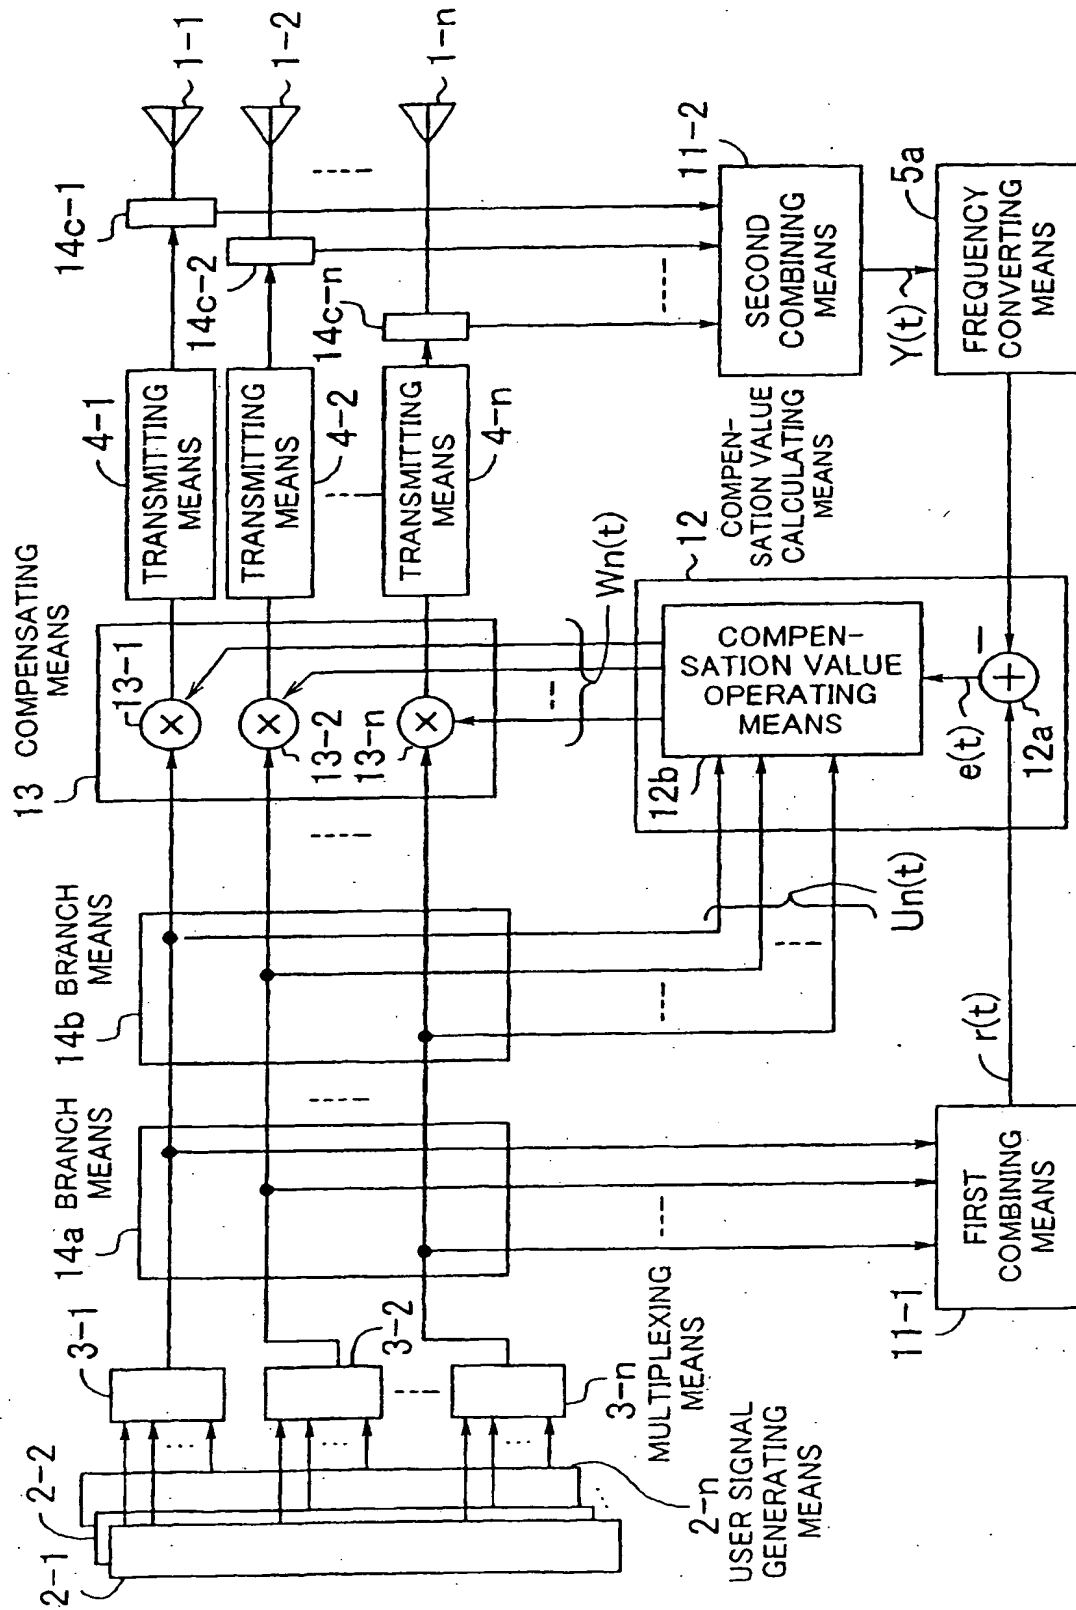 1-1
1-2
1-n
14c-1
14c-2
14c-n
TRANSMITTING
MEANS
4-1
TRANSMITTING
MEANS
4-2
TRANSMITTING
MEANS
4-n
11-2
SECOND
COMBINING
MEANS
Y(t)
5a
FREQUENCY
CONVERTING
MEANS
13 COMPENSATING
MEANS
13-1
13-2
13-n
Wn(t)
12
COMPEN-
SATION VALUE
CALCULATING
MEANS
COMPEN-
SATION VALUE
OPERATING
MEANS
12b
e(t)
12a
−
+
×
×
×
14b BRANCH
MEANS
Un(t)
14a BRANCH
MEANS
r(t)
FIRST
COMBINING
MEANS
11-1
3-1
3-2
3-n
MULTIPLEXING
MEANS
2-1
2-2
2-n
USER SIGNAL
GENERATING
MEANS